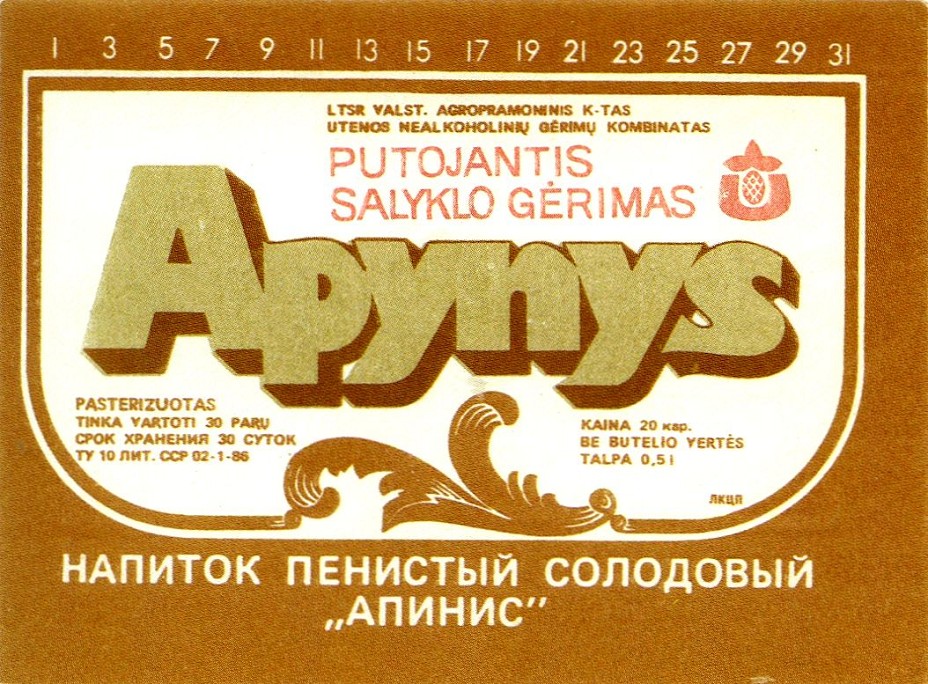 1 3 5 7 9 11 13 15 17 19 21 23 25 27 29 31
LTSR VALST. AGROPRAMONINIS K-TAS
UTENOS NEALKOHOLINIŲ GĖRIMŲ KOMBINATAS
PUTOJANTIS
SALYKLO GĖRIMAS
Apynys
PASTERIZUOTAS
TINKA VARTOTI 30 PARŲ
СРОК ХРАНЕНИЯ 30 СУТОК
ТУ 10 ЛИТ. ССР 02-1-86
KAINA 20 кар.
BE BUTELIO VERTĖS
TALPA 0,5 l
ЛКЦП
НАПИТОК ПЕНИСТЫЙ СОЛОДОВЫЙ
„АПИНИС”